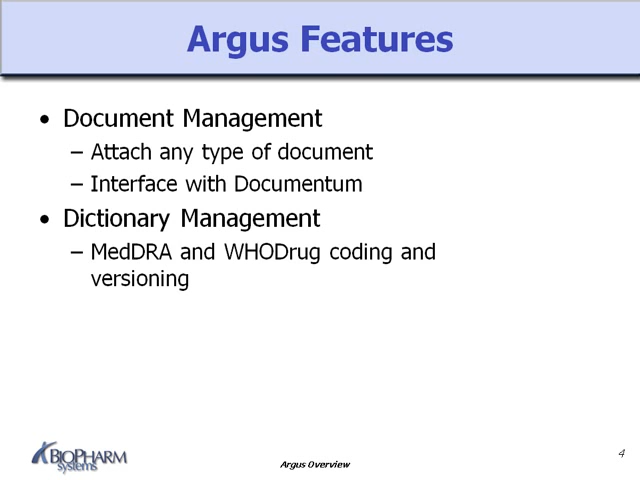 Argus Features
• Document Management
– Attach any type of document
– Interface with Documentum
• Dictionary Management
– MedDRA and WHODrug coding and
versioning
BIOPHARM
systems
Argus Overview
4